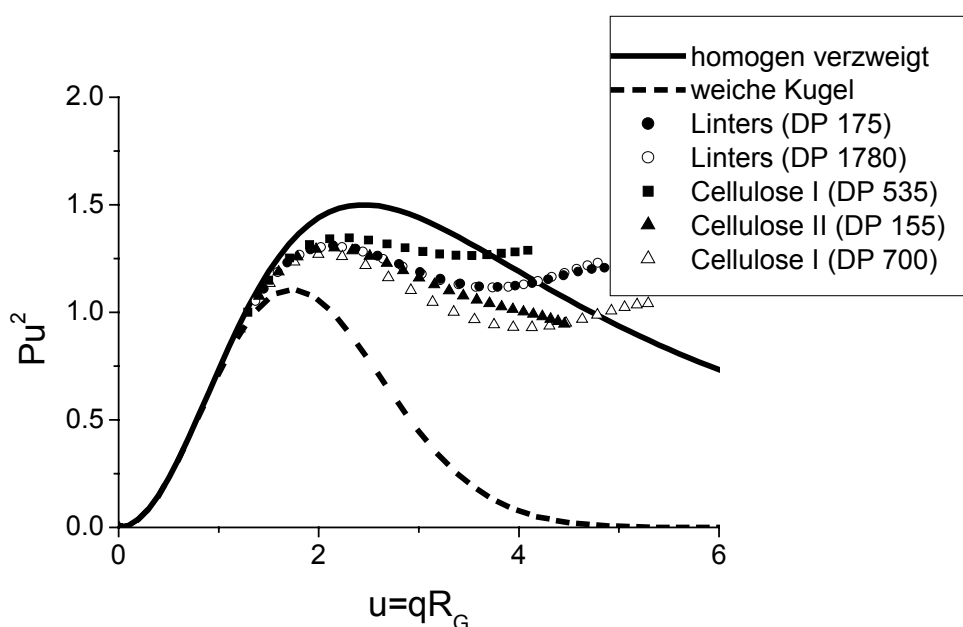 homogen verzweigt
weiche Kugel
Linters (DP 175)
Linters (DP 1780)
Cellulose I (DP 535)
Cellulose II (DP 155)
Cellulose I (DP 700)
2.0
1.5
1.0
0.5
0.0
Pu²
0 2 4 6
u=qR_G